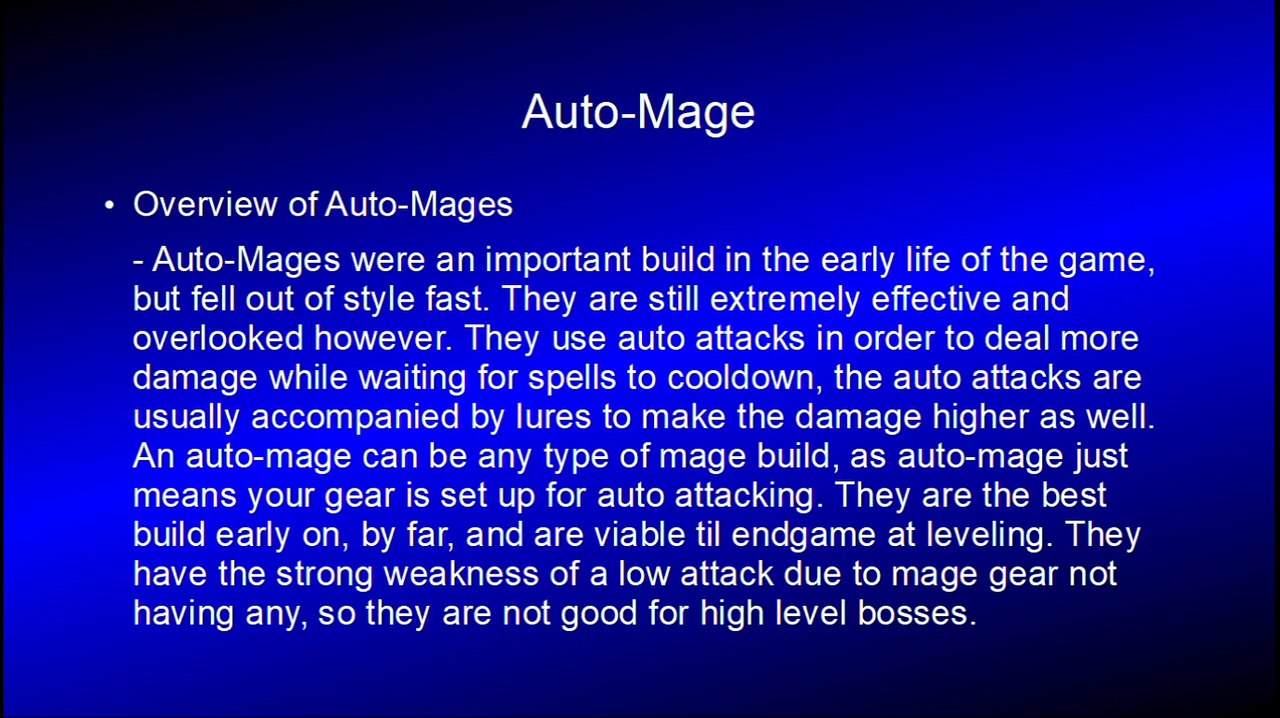 Auto-Mage
• Overview of Auto-Mages
- Auto-Mages were an important build in the early life of the game,
but fell out of style fast. They are still extremely effective and
overlooked however. They use auto attacks in order to deal more
damage while waiting for spells to cooldown, the auto attacks are
usually accompanied by lures to make the damage higher as well.
An auto-mage can be any type of mage build, as auto-mage just
means your gear is set up for auto attacking. They are the best
build early on, by far, and are viable til endgame at leveling. They
have the strong weakness of a low attack due to mage gear not
having any, so they are not good for high level bosses.